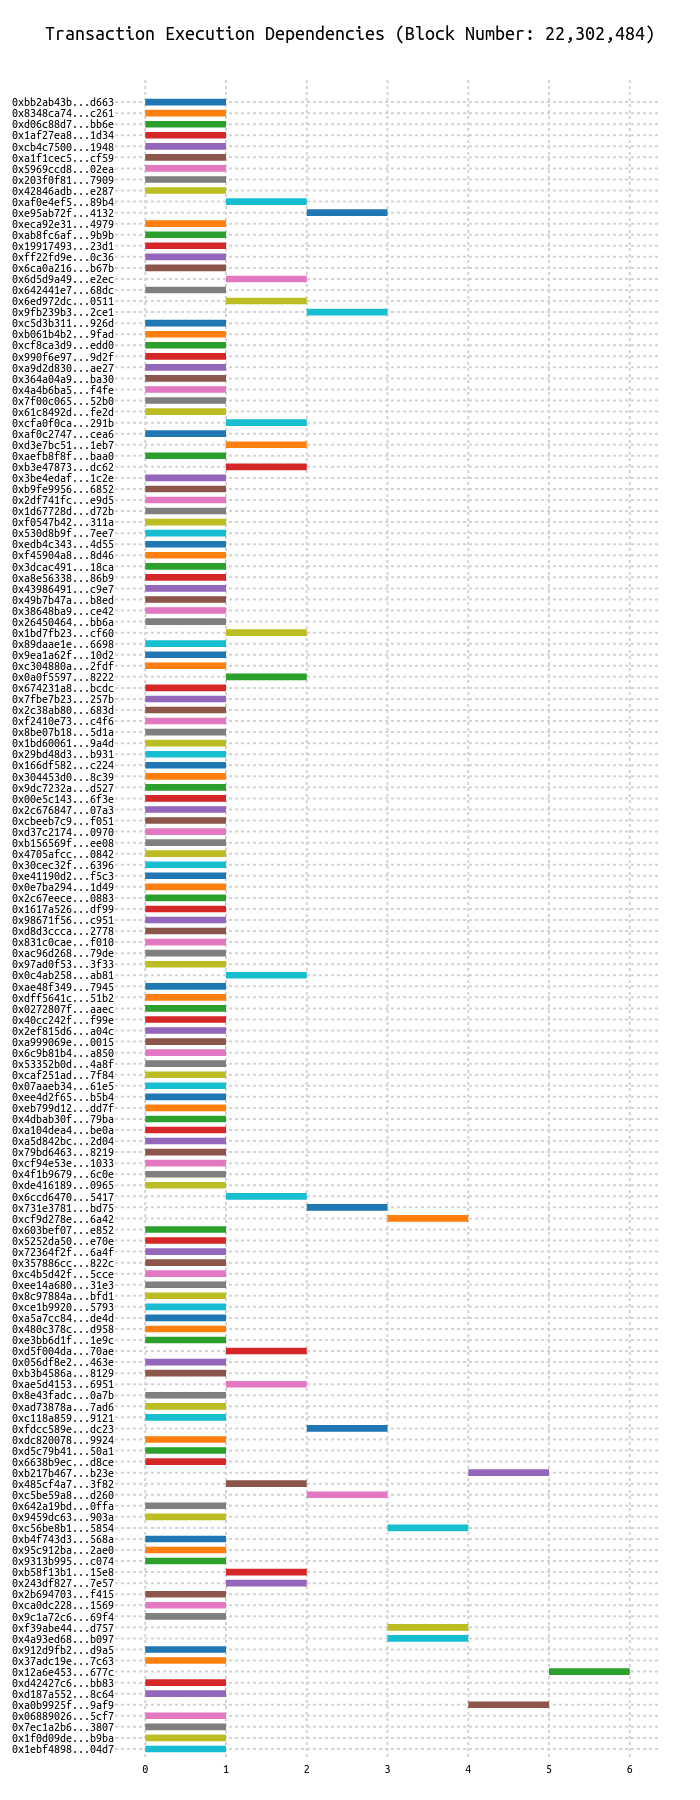 Transaction Execution Dependencies (Block Number: 22,302,484)
0xbb2ab43b...d663
0x8348ca74...c261
0xd06c88d7...bb6e
0x1af27ea8...1d34
0xcb4c7500...1948
0xa1f1cec5...cf59
0x5969ccd8...02ea
0x203f0f81...7909
0x42846adb...e287
0xaf0e4ef5...89b4
0xe95ab72f...4132
0xeca92e31...4979
0xab8fc6af...9b9b
0x19917493...23d1
0xff22fd9e...0c36
0x6ca0a216...b67b
0x6d5d9a49...e2ec
0x642441e7...68dc
0x6ed972dc...0511
0x9fb239b3...2ce1
0xc5d3b311...926d
0xb061b4b2...9fad
0xcf8ca3d9...edd0
0x990f6e97...9d2f
0xa9d2d830...ae27
0x364a04a9...ba30
0x4a4b6ba5...f4fe
0x7f00c065...52b0
0x61c8492d...fe2d
0xcfa0f0ca...291b
0xaf0c2747...cea6
0xd3e7bc51...1eb7
0xaefb8f8f...baa0
0xb3e47873...dc62
0x3be4edaf...1c2e
0xb9fe9956...6852
0x2df741fc...e9d5
0x1d67728d...d72b
0xf0547b42...311a
0x530d8b9f...7ee7
0xedb4c343...4d55
0xf45904a8...8d46
0x3dcac491...18ca
0xa8e56338...86b9
0x43986491...c9e7
0x49b7b47a...b8ed
0x38648ba9...ce42
0x26450464...bb6a
0x1bd7fb23...cf60
0x89daae1e...6698
0x9ea1a62f...10d2
0xc304880a...2fdf
0x0a0f5597...8222
0x674231a8...bcdc
0x7fbe7b23...257b
0x2c38ab80...683d
0xf2410e73...c4f6
0x8be07b18...5d1a
0x1bd60061...9a4d
0x29bd48d3...b931
0x166df582...c224
0x304453d0...8c39
0x9dc7232a...d527
0x00e5c143...6f3e
0x2c676847...07a3
0xcbeeb7c9...f051
0xd37c2174...0970
0xb156569f...ee08
0x4705afcc...0842
0x30cec32f...6396
0xe41190d2...f5c3
0x0e7ba294...1d49
0x2c67eece...0883
0x1617a526...df99
0x98671f56...c951
0xd8d3ccca...2778
0x831c0cae...f010
0xac96d268...79de
0x97ad0f53...3f33
0x0c4ab258...ab81
0xae48f349...7945
0xdff5641c...51b2
0x0272807f...aaec
0x40cc242f...f99e
0x2ef815d6...a04c
0xa999069e...0015
0x6c9b81b4...a850
0x53352b0d...4a8f
0xcaf251ad...7f84
0x07aaeb34...61e5
0xee4d2f65...b5b4
0xeb799d12...dd7f
0x4dbab30f...79ba
0xa104dea4...be0a
0xa5d842bc...2d04
0x79bd6463...8219
0xcf94e53e...1033
0x4f1b9679...6c0e
0xde416189...0965
0x6ccd6470...5417
0x731e3781...bd75
0xcf9d278e...6a42
0x603bef07...e852
0x5252da50...e70e
0x72364f2f...6a4f
0x357886cc...822c
0xc4b5d42f...5cce
0xee14a680...31e3
0x8c97884a...bfd1
0xce1b9920...5793
0xa5a7cc84...de4d
0x480c378c...d958
0xe3bb6d1f...1e9c
0xd5f004da...70ae
0x056df8e2...463e
0xb3b4586a...8129
0xae5d4153...6951
0x8e43fadc...0a7b
0xad73878a...7ad6
0xc118a859...9121
0xfdcc589e...dc23
0xdc820078...9924
0xd5c79b41...50a1
0x6638b9ec...d8ce
0xb217b467...b23e
0x485cf4a7...3f82
0xc5be59a8...d260
0x642a19bd...0ffa
0x9459dc63...903a
0xc56be8b1...5854
0xb4f743d3...568a
0x95c912ba...2ae0
0x9313b995...c074
0xb58f13b1...15e8
0x243df827...7e57
0x2b694703...f415
0xca0dc228...1569
0x9c1a72c6...69f4
0xf39abe44...d757
0x4a93ed68...b097
0x912d9fb2...d9a5
0x37adc19e...7c63
0x12a6e453...677c
0xd42427c6...bb83
0xd187a552...8c64
0xa0b9925f...9af9
0x06889026...5cf7
0x7ec1a2b6...3807
0x1f0d09de...b9ba
0x1ebf4898...04d7
0 1 2 3 4 5 6